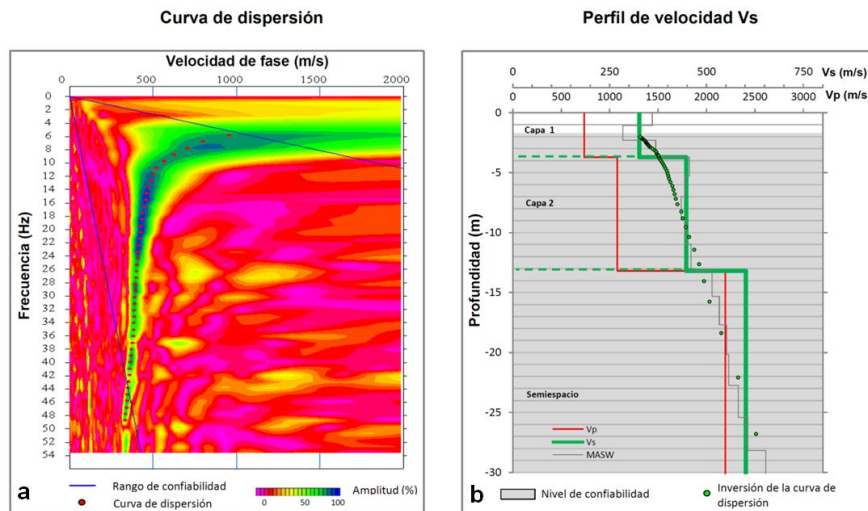 Curva de dispersión
Velocidad de fase (m/s)
0 500 1000 1500 2000
Frecuencia (Hz)
0
2
4
6
8
10
12
14
16
18
20
22
24
26
28
30
32
34
36
38
40
42
44
46
48
50
52
54
a
Rango de confiabilidad
Curva de dispersión
Amplitud (%)
0 50 100
Perfil de velocidad Vs
0 250 500 750 Vs (m/s)
0 500 1000 1500 2000 2500 3000 Vp (m/s)
Profundidad (m)
0
-5
-10
-15
-20
-25
-30
Capa 1
Capa 2
Semiespacio
Vp
Vs
MASW
b
Nivel de confiabilidad
Inversión de la curva de
dispersión